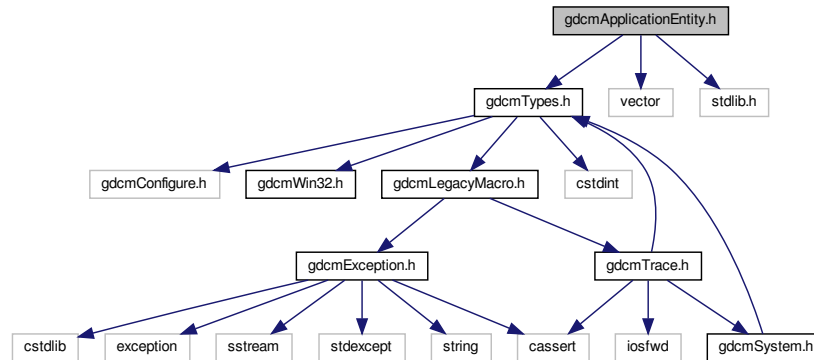 gdcmApplicationEntity.h
gdcmTypes.h
vector
stdlib.h
gdcmConfigure.h
gdcmWin32.h
gdcmLegacyMacro.h
cstdint
gdcmException.h
gdcmTrace.h
cstdlib
exception
sstream
stdexcept
string
cassert
iosfwd
gdcmSystem.h